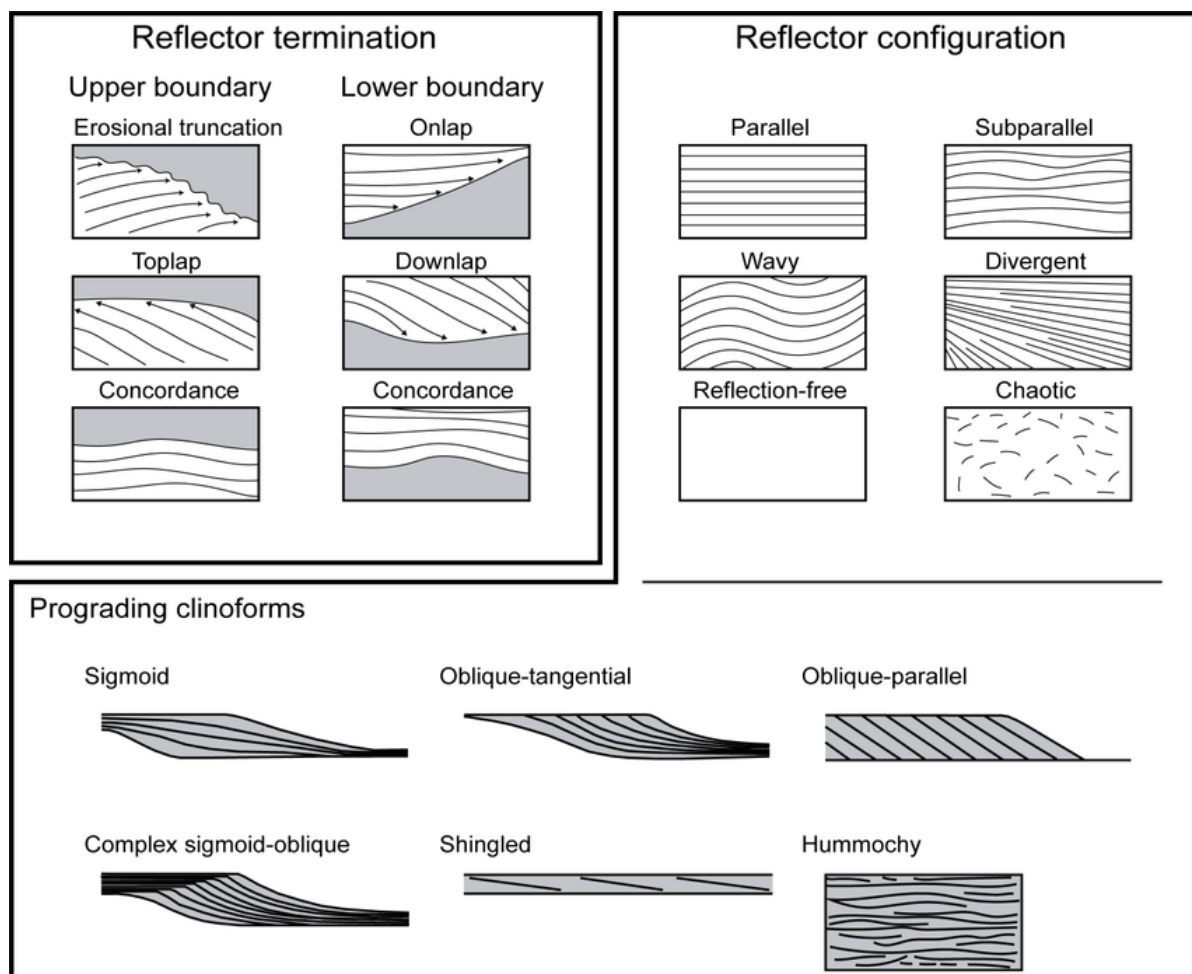 Reflector termination
Upper boundary
Lower boundary
Erosional truncation
Onlap
Toplap
Downlap
Concordance
Concordance
Reflector configuration
Parallel
Subparallel
Wavy
Divergent
Reflection-free
Chaotic
Prograding clinoforms
Sigmoid
Oblique-tangential
Oblique-parallel
Complex sigmoid-oblique
Shingled
Hummochy